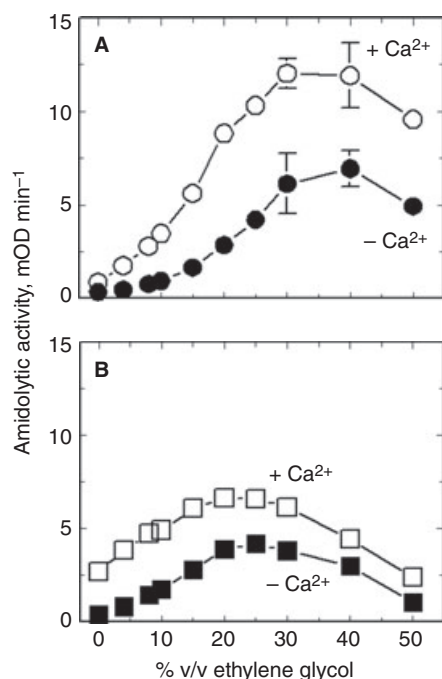 15
A
+ Ca²⁺
10
5
− Ca²⁺
0
Amidolytic activity, mOD min⁻¹
15
B
10
+ Ca²⁺
5
− Ca²⁺
0
0 10 20 30 40 50
% v/v ethylene glycol